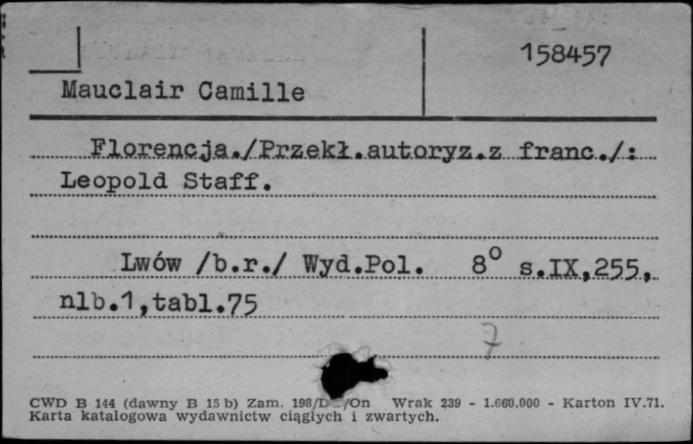 158457
Mauclair Camille
Florencja./Przekł.autoryz.z franc./:
Leopold Staff.
Lwów /b.r./ Wyd.Pol. 8° s.IX,255,
nlb.1,tabl.75
7
CWD B 144 (dawny B 15 b) Zam. 198/D /On Wrak 239 - 1.660.000 - Karton IV.71.
Karta katalogowa wydawnictw ciągłych i zwartych.